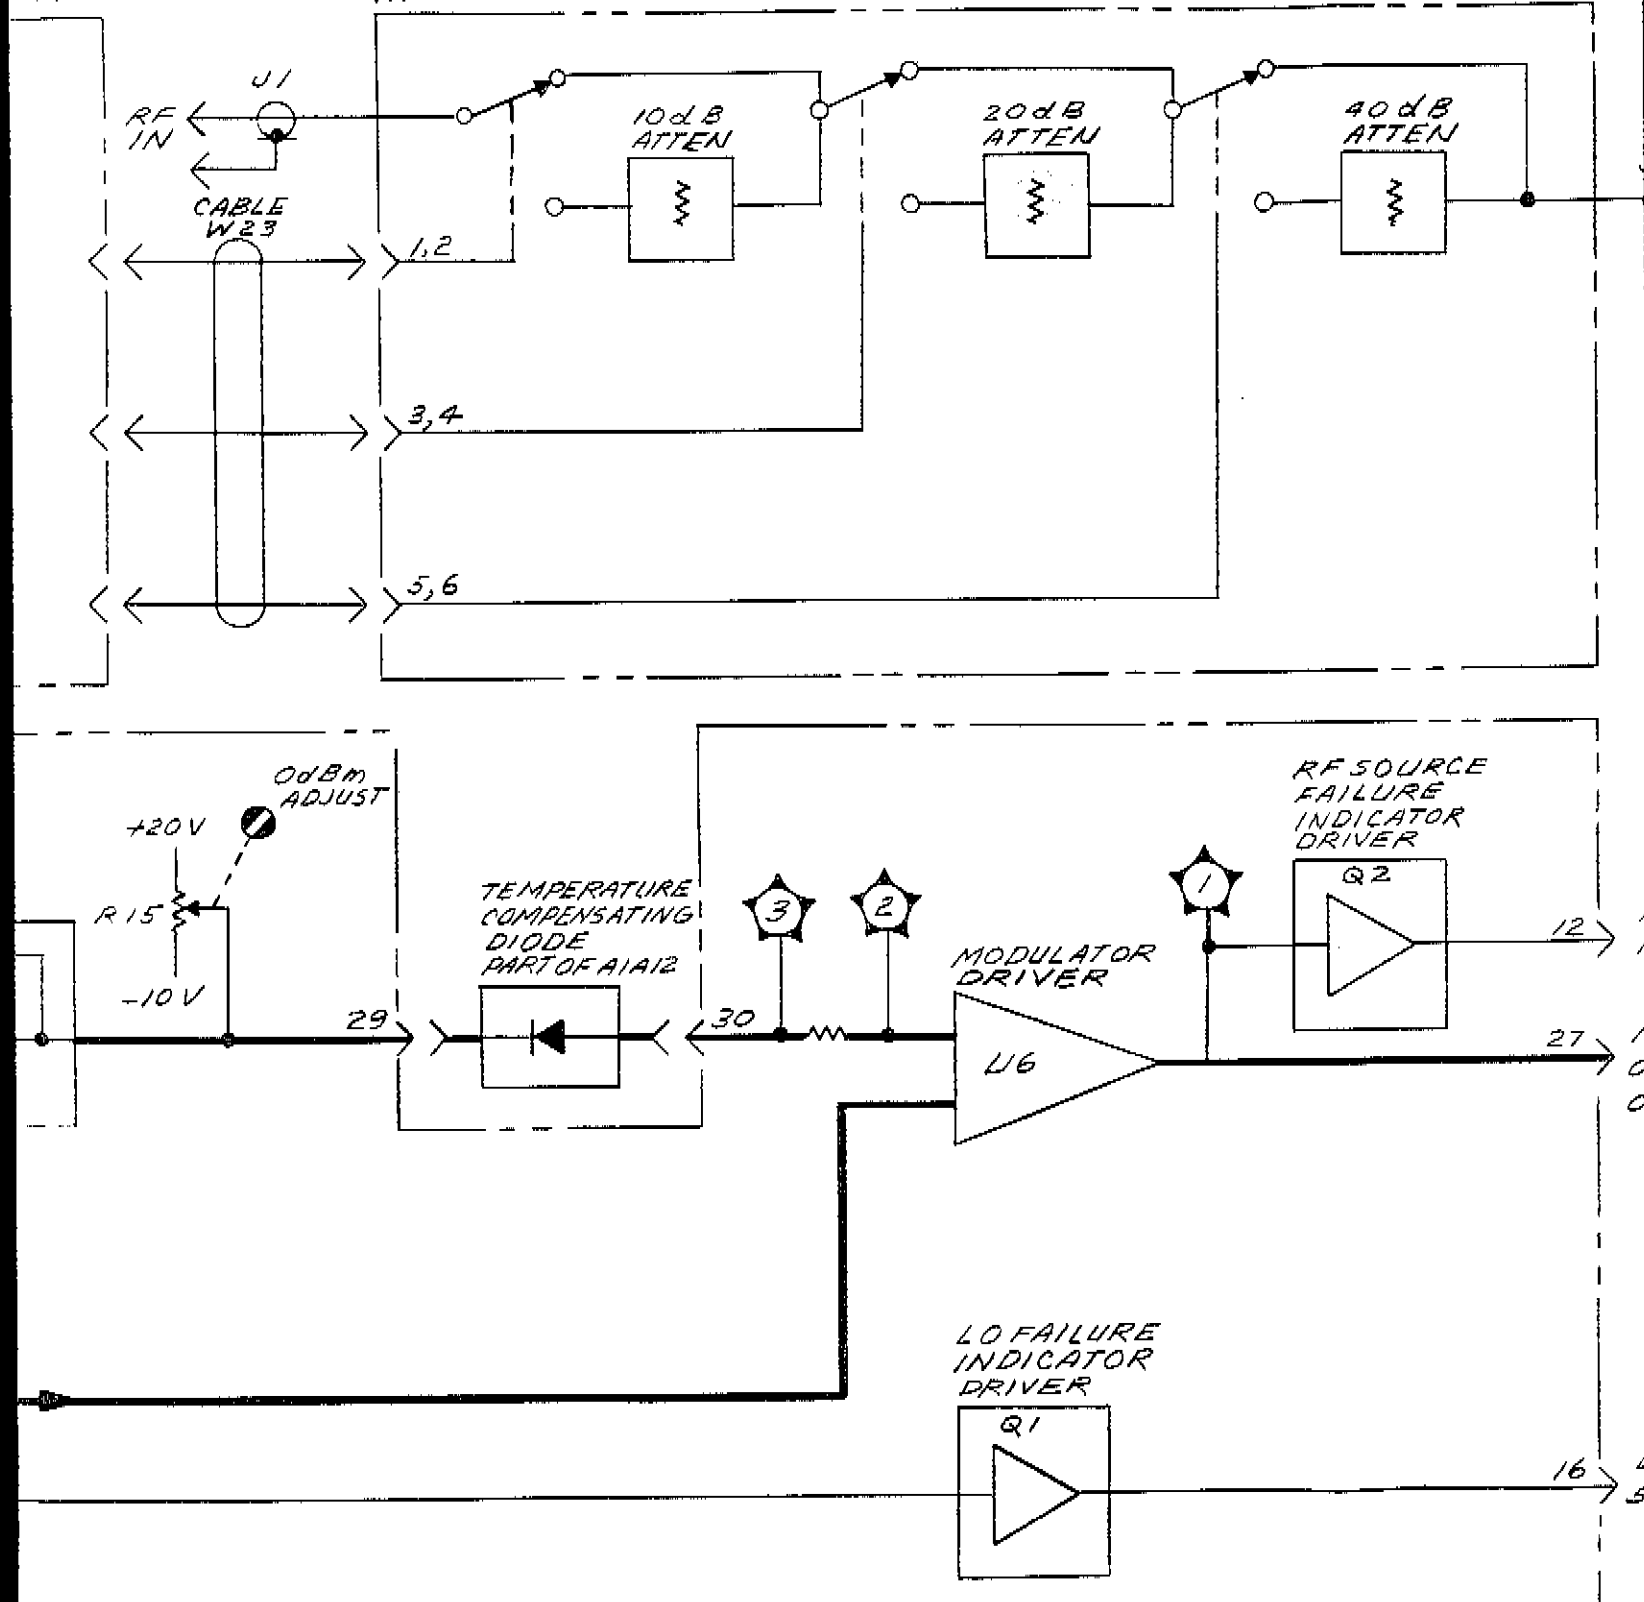 J1
RF
IN
CABLE
W23
10dB
ATTEN
20dB
ATTEN
40dB
ATTEN
1,2
3,4
5,6
0dBm
ADJUST
+20V
R15
-10V
29
TEMPERATURE
COMPENSATING
DIODE
PART OF A1A12
30
3
2
MODULATOR
DRIVER
U6
1
RF SOURCE
FAILURE
INDICATOR
DRIVER
Q2
12
27
LO FAILURE
INDICATOR
DRIVER
Q1
16